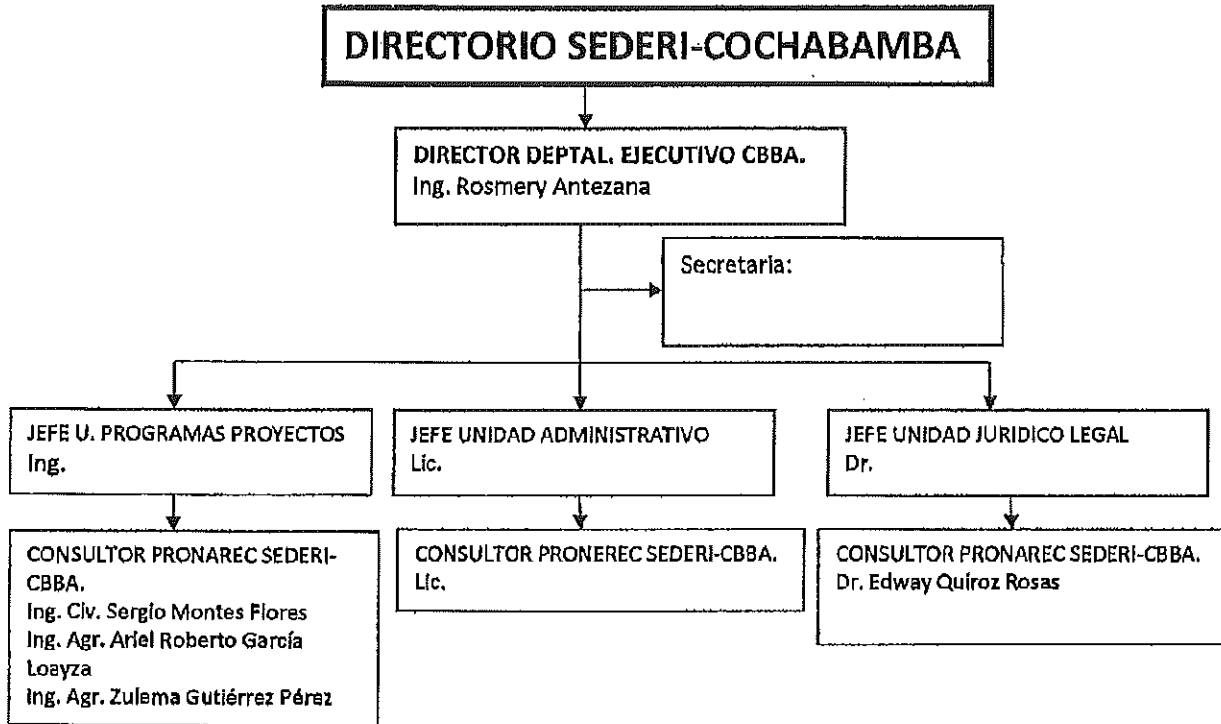 DIRECTORIO SEDERI-COCHABAMBA
DIRECTOR DEPTAL. EJECUTIVO CBBA.
Ing. Rosmery Antezana
Secretaria:
JEFE U. PROGRAMAS PROYECTOS
Ing.
JEFE UNIDAD ADMINISTRATIVO
Lic.
JEFE UNIDAD JURIDICO LEGAL
Dr.
CONSULTOR PRONAREC SEDERI-
CBBA.
Ing. Civ. Sergio Montes Flores
Ing. Agr. Ariel Roberto García
Loayza
Ing. Agr. Zulema Gutiérrez Pérez
CONSULTOR PRONEREC SEDERI-CBBA.
Lic.
CONSULTOR PRONAREC SEDERI-CBBA.
Dr. Edway Quiroz Rosas